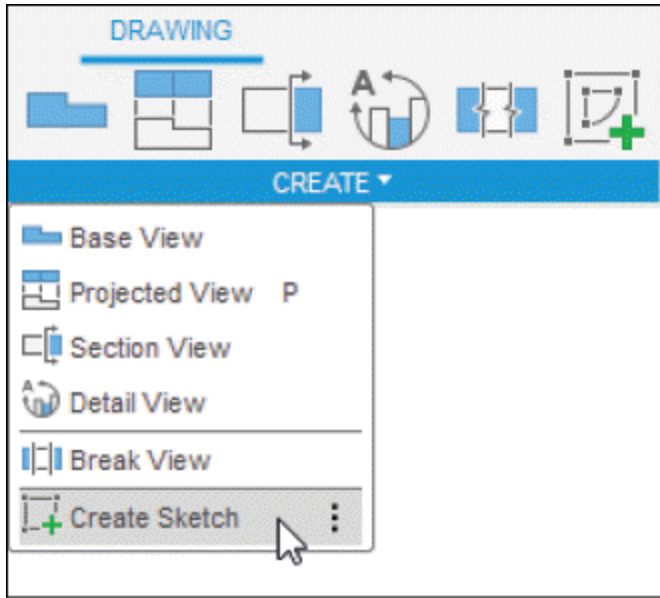 DRAWING
A
CREATE
Base View
Projected View P
Section View
A
Detail View
Break View
Create Sketch